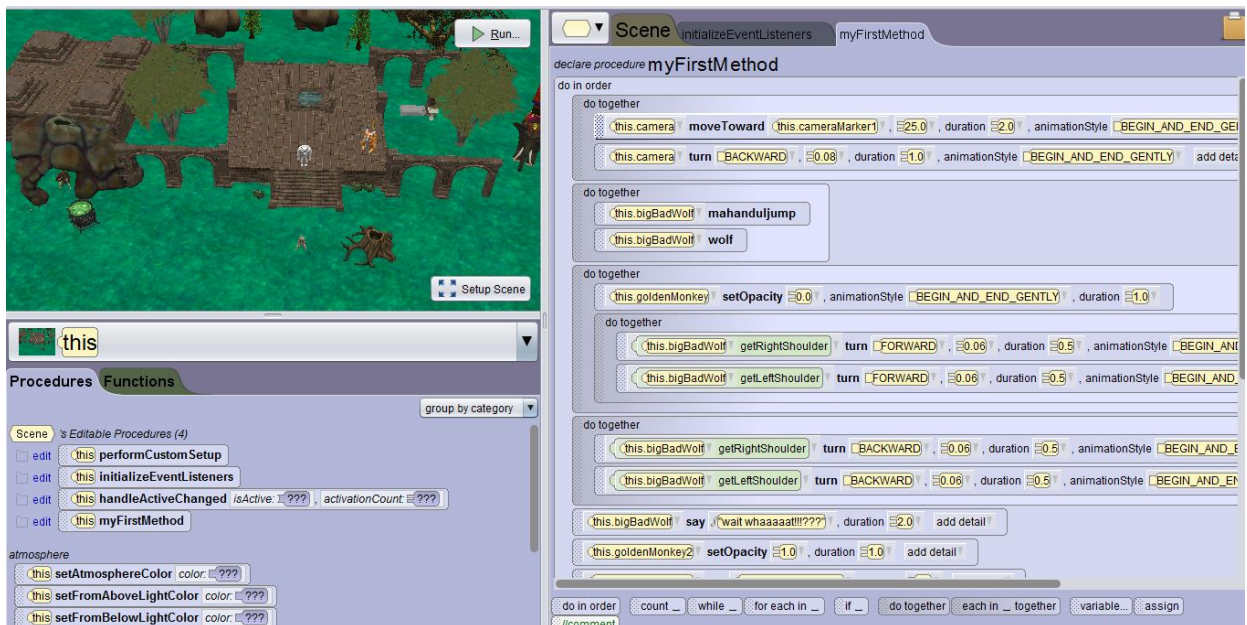 Run...
Setup Scene
this
Procedures Functions
group by category
Scene 's Editable Procedures (4)
edit this performCustomSetup
edit this initializeEventListeners
edit this handleActiveChanged isActive: ??? , activationCount: ???
edit this myFirstMethod
atmosphere
this setAtmosphereColor color: ???
this setFromAboveLightColor color: ???
this setFromBelowLightColor color: ???
Scene initializeEventListeners myFirstMethod
declare procedure myFirstMethod
do in order
do together
this.camera moveToward this.cameraMarker1 , 25.0 , duration 2.0 , animationStyle BEGIN_AND_END_GE
this.camera turn BACKWARD , 0.08 , duration 1.0 , animationStyle BEGIN_AND_END_GENTLY add deta
do together
this.bigBadWolf mahanduljump
this.bigBadWolf wolf
do together
this.goldenMonkey setOpacity 0.0 , animationStyle BEGIN_AND_END_GENTLY , duration 1.0
do together
this.bigBadWolf getRightShoulder turn FORWARD , 0.06 , duration 0.5 , animationStyle BEGIN_AN
this.bigBadWolf getLeftShoulder turn FORWARD , 0.06 , duration 0.5 , animationStyle BEGIN_AND_
do together
this.bigBadWolf getRightShoulder turn BACKWARD , 0.06 , duration 0.5 , animationStyle BEGIN_AND_E
this.bigBadWolf getLeftShoulder turn BACKWARD , 0.06 , duration 0.5 , animationStyle BEGIN_AND_EN
this.bigBadWolf say "wait whaaaaat!!!???" , duration 2.0 add detail
this.goldenMonkey2 setOpacity 1.0 , duration 1.0 add detail
do in order count _ while _ for each in _ if _ do together each in _ together variable... assign
//comment